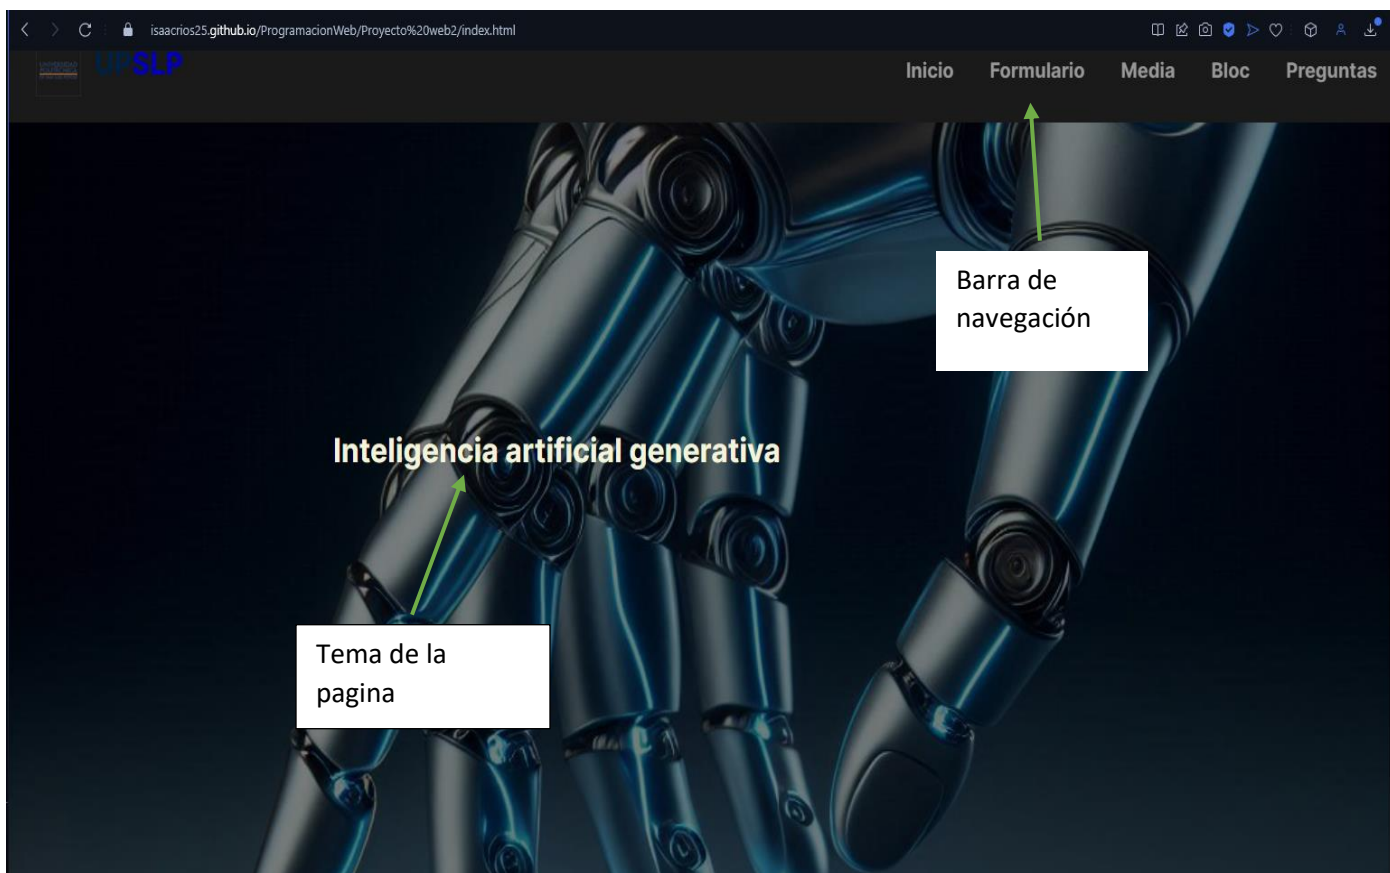 isaacrios25.github.io/ProgramacionWeb/Proyecto%20web2/index.html
UPSLP
Inicio Formulario Media Bloc Preguntas
Barra de
navegación
Inteligencia artificial generativa
Tema de la
pagina